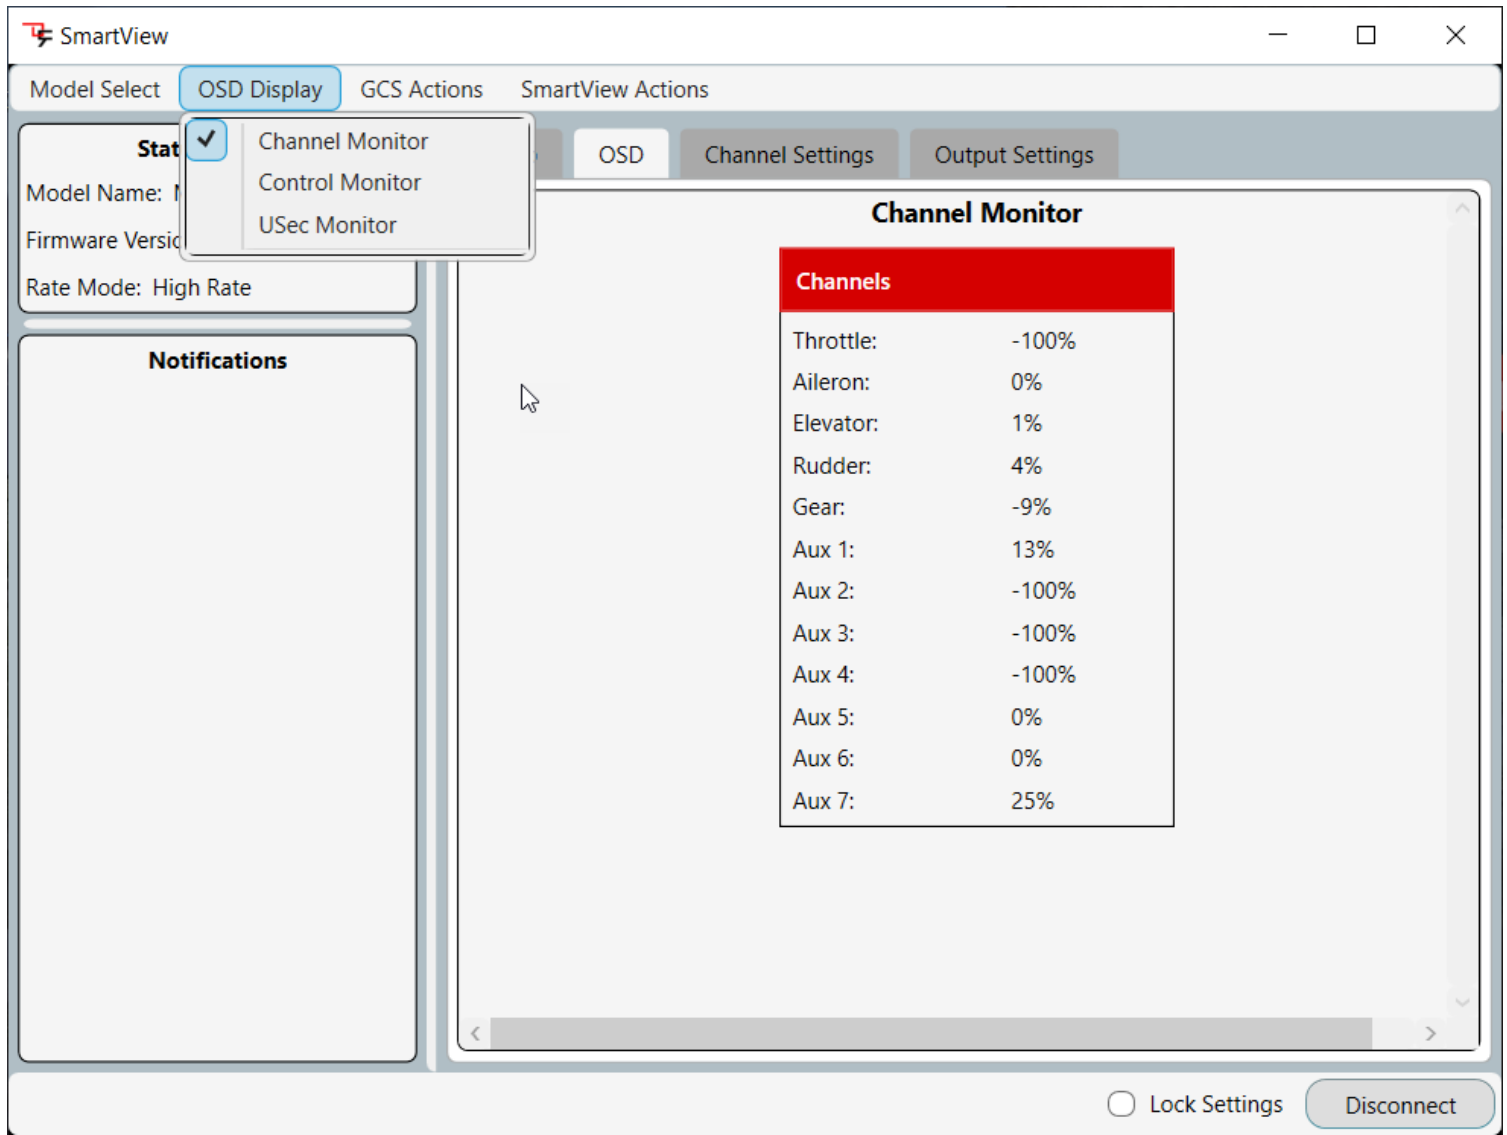 SmartView
Model Select OSD Display GCS Actions SmartView Actions
Channel Monitor
Control Monitor
USec Monitor
Model Name:
Firmware
Rate Mode: High Rate
Notifications
OSD Channel Settings Output Settings
Channel Monitor
Channels
Throttle: -100%
Aileron: 0%
Elevator: 1%
Rudder: 4%
Gear: -9%
Aux 1: 13%
Aux 2: -100%
Aux 3: -100%
Aux 4: -100%
Aux 5: 0%
Aux 6: 0%
Aux 7: 25%
Lock Settings Disconnect